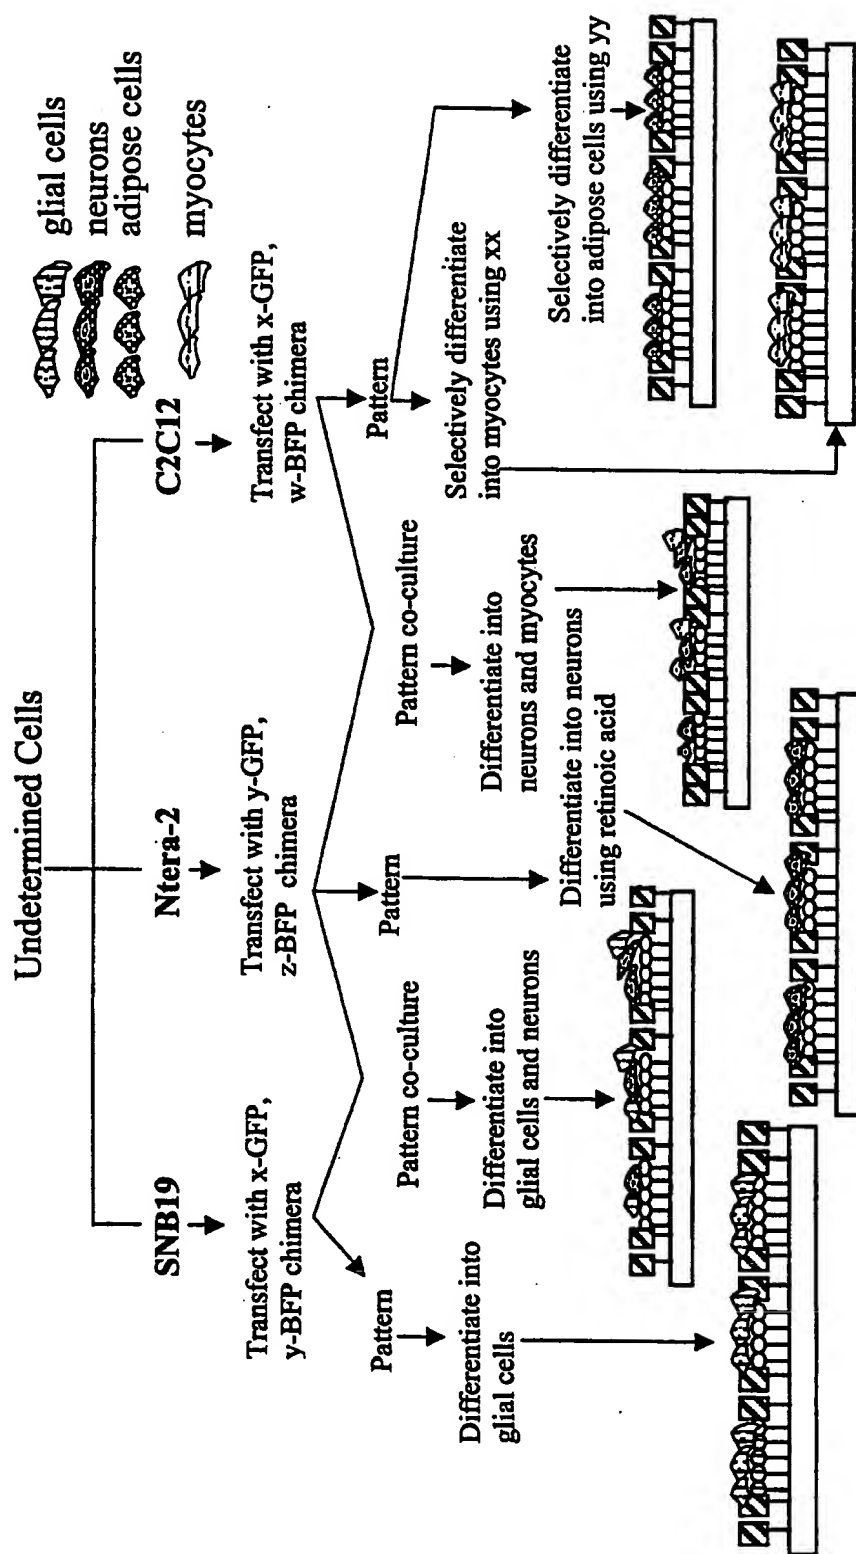 Undetermined Cells
glial cells
neurons
adipose cells
myocytes
SNB19
Ntera-2
C2C12
Transfect with x-GFP,
y-BFP chimera
Transfect with y-GFP,
z-BFP chimera
Transfect with x-GFP,
w-BFP chimera
Pattern
Pattern co-culture
Pattern
Pattern co-culture
Pattern
Differentiate into
glial cells
Differentiate into
glial cells and neurons
Differentiate into neurons
using retinoic acid
Differentiate into
neurons and myocytes
Selectively differentiate
into myocytes using xx
Selectively differentiate
into adipose cells using yy